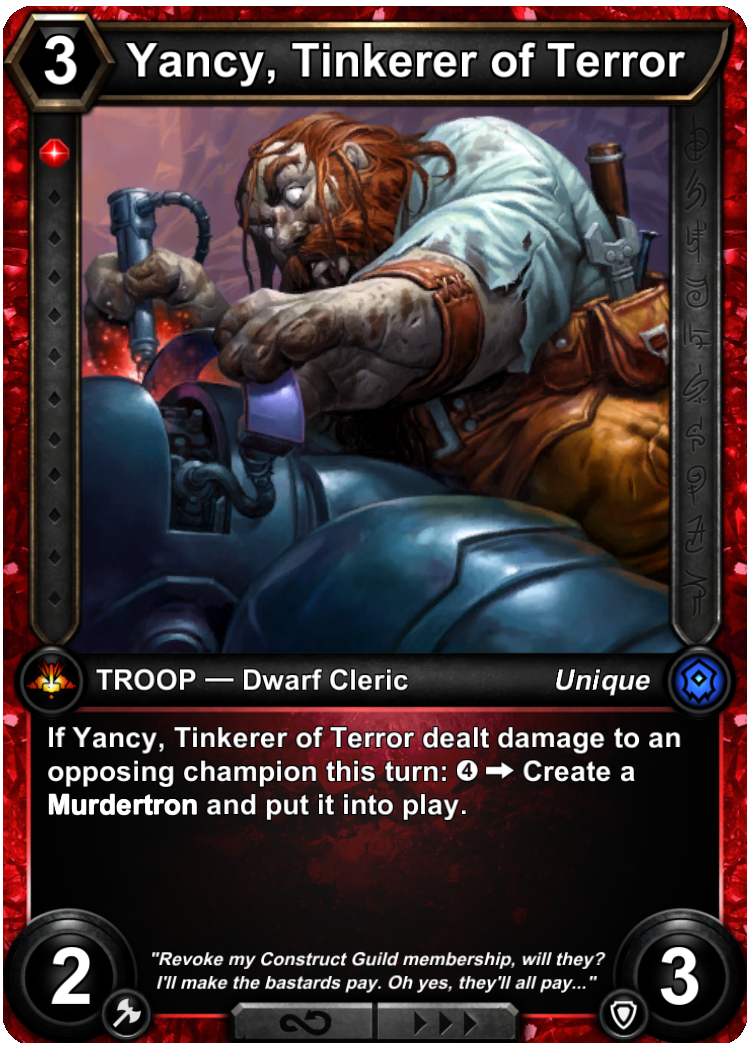 3
Yancy, Tinkerer of Terror
TROOP — Dwarf Cleric
Unique
If Yancy, Tinkerer of Terror dealt damage to an
opposing champion this turn: ❹ ➡ Create a
Murdertron and put it into play.
"Revoke my Construct Guild membership, will they?
I'll make the bastards pay. Oh yes, they'll all pay..."
2
3